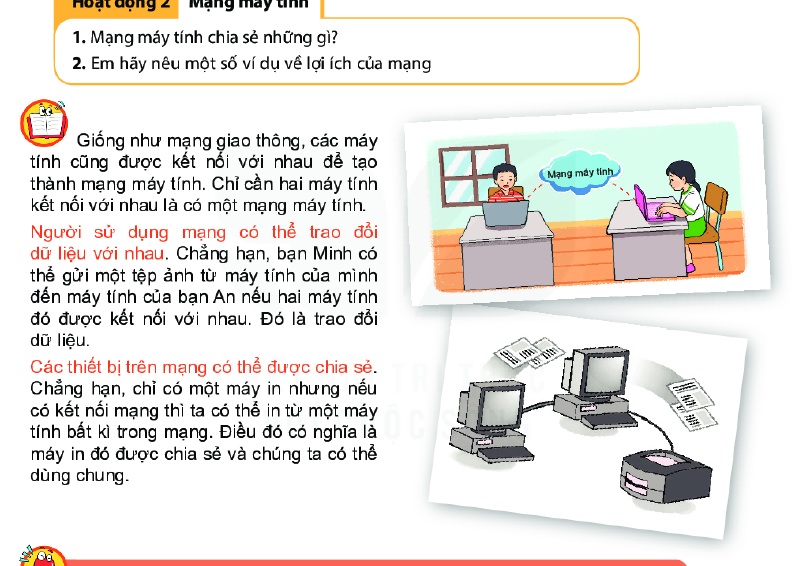 Hoạt động 2 Mạng máy tính
1. Mạng máy tính chia sẻ những gì?
2. Em hãy nêu một số ví dụ về lợi ích của mạng
Giống như mạng giao thông, các máy
tính cũng được kết nối với nhau để tạo
thành mạng máy tính. Chỉ cần hai máy tính
kết nối với nhau là có một mạng máy tính.
Người sử dụng mạng có thể trao đổi
dữ liệu với nhau. Chẳng hạn, bạn Minh có
thể gửi một tệp ảnh từ máy tính của mình
đến máy tính của bạn An nếu hai máy tính
đó được kết nối với nhau. Đó là trao đổi
dữ liệu.
Các thiết bị trên mạng có thể được chia sẻ.
Chẳng hạn, chỉ có một máy in nhưng nếu
có kết nối mạng thì ta có thể in từ một máy
tính bất kì trong mạng. Điều đó có nghĩa là
máy in đó được chia sẻ và chúng ta có thể
dùng chung.
Mạng máy tính